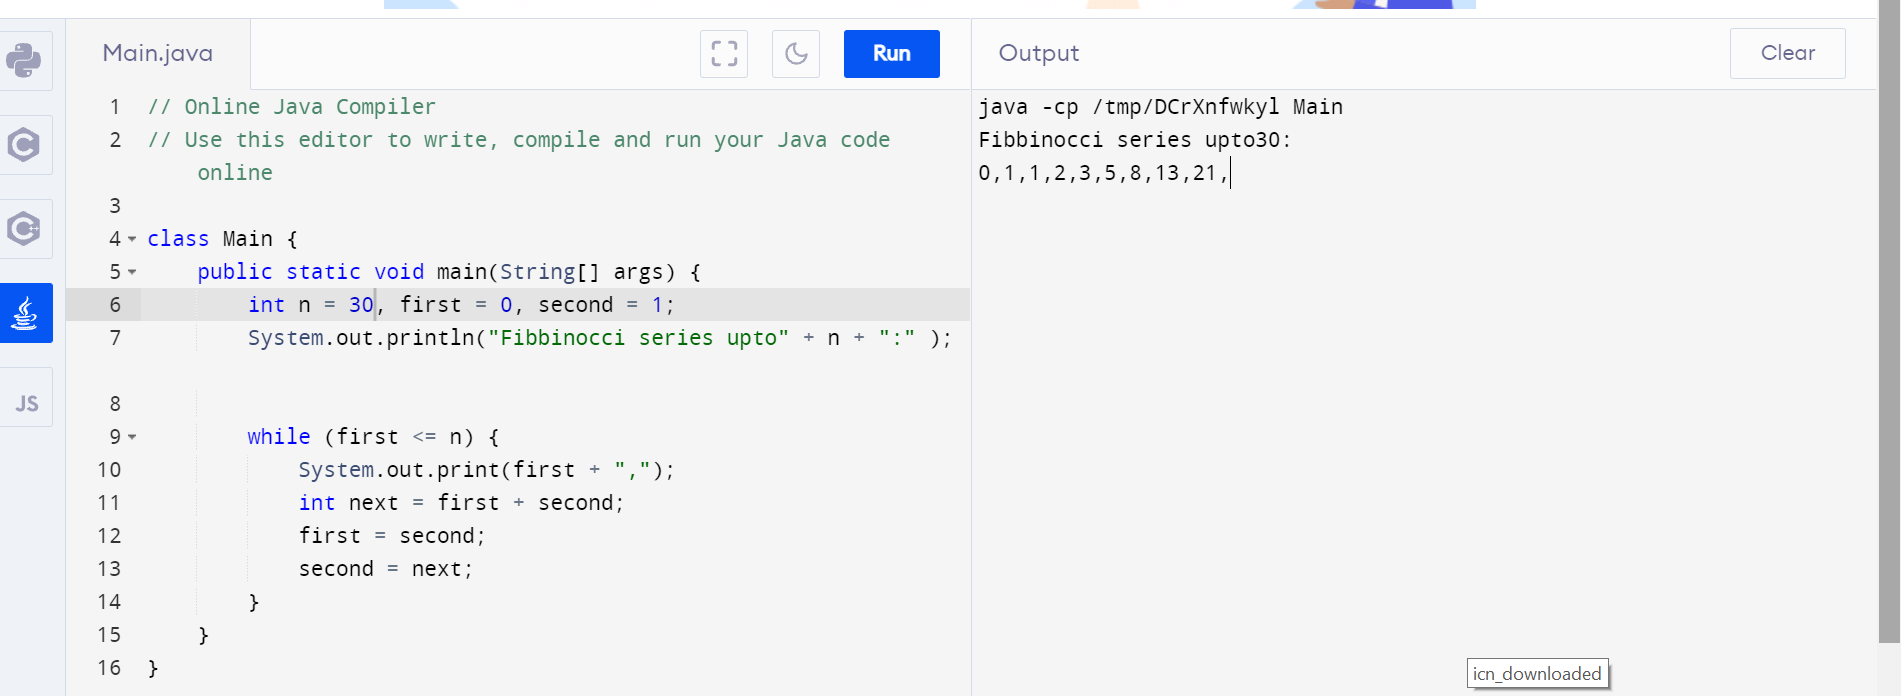 Main.java
Run
Output
Clear
1 // Online Java Compiler
2 // Use this editor to write, compile and run your Java code
online
3
4 class Main {
5 public static void main(String[] args) {
6 int n = 30, first = 0, second = 1;
7 System.out.println("Fibbinocci series upto" + n + ":" );
8
9 while (first <= n) {
10 System.out.print(first + ",");
11 int next = first + second;
12 first = second;
13 second = next;
14 }
15 }
16 }
java -cp /tmp/DCrXnfwkyl Main
Fibbinocci series upto30:
0,1,1,2,3,5,8,13,21,
C
C++
JS
icn_downloaded